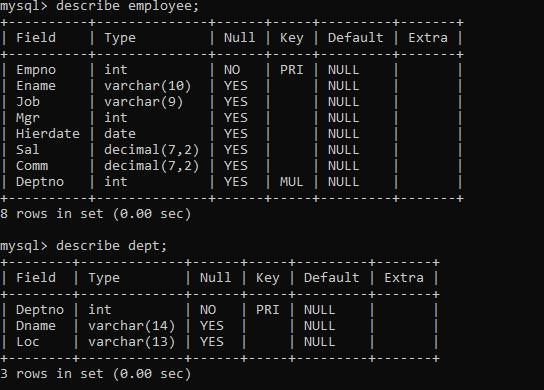 mysql> describe employee;
+-----------+--------------+------+-----+---------+-------+
| Field     | Type         | Null | Key | Default | Extra |
+-----------+--------------+------+-----+---------+-------+
| Empno     | int          | NO   | PRI | NULL    |       |
| Ename     | varchar(10)  | YES  |     | NULL    |       |
| Job       | varchar(9)   | YES  |     | NULL    |       |
| Mgr       | int          | YES  |     | NULL    |       |
| Hierdate  | date         | YES  |     | NULL    |       |
| Sal       | decimal(7,2) | YES  |     | NULL    |       |
| Comm      | decimal(7,2) | YES  |     | NULL    |       |
| Deptno    | int          | YES  | MUL | NULL    |       |
+-----------+--------------+------+-----+---------+-------+
8 rows in set (0.00 sec)
mysql> describe dept;
+--------+-------------+------+-----+---------+-------+
| Field  | Type        | Null | Key | Default | Extra |
+--------+-------------+------+-----+---------+-------+
| Deptno | int         | NO   | PRI | NULL    |       |
| Dname  | varchar(14) | YES  |     | NULL    |       |
| Loc    | varchar(13) | YES  |     | NULL    |       |
+--------+-------------+------+-----+---------+-------+
3 rows in set (0.00 sec)